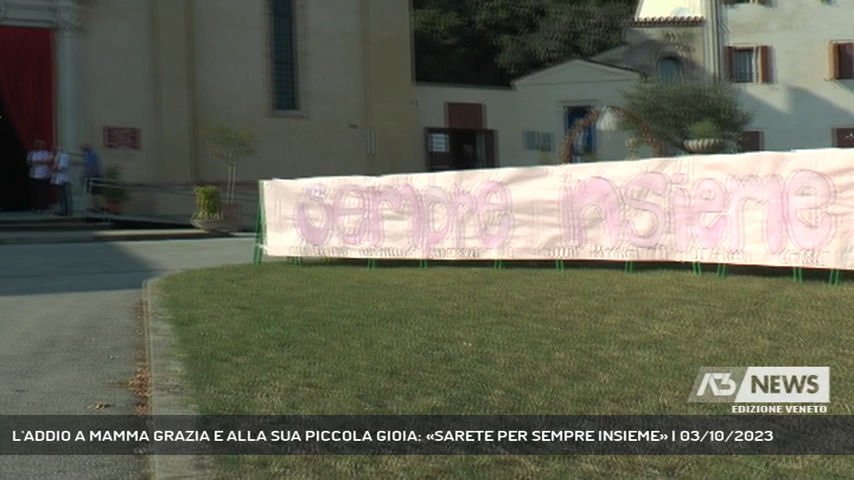 sempre insieme
A3 NEWS
EDIZIONE VENETO
L'ADDIO A MAMMA GRAZIA E ALLA SUA PICCOLA GIOIA: «SARETE PER SEMPRE INSIEME» | 03/10/2023